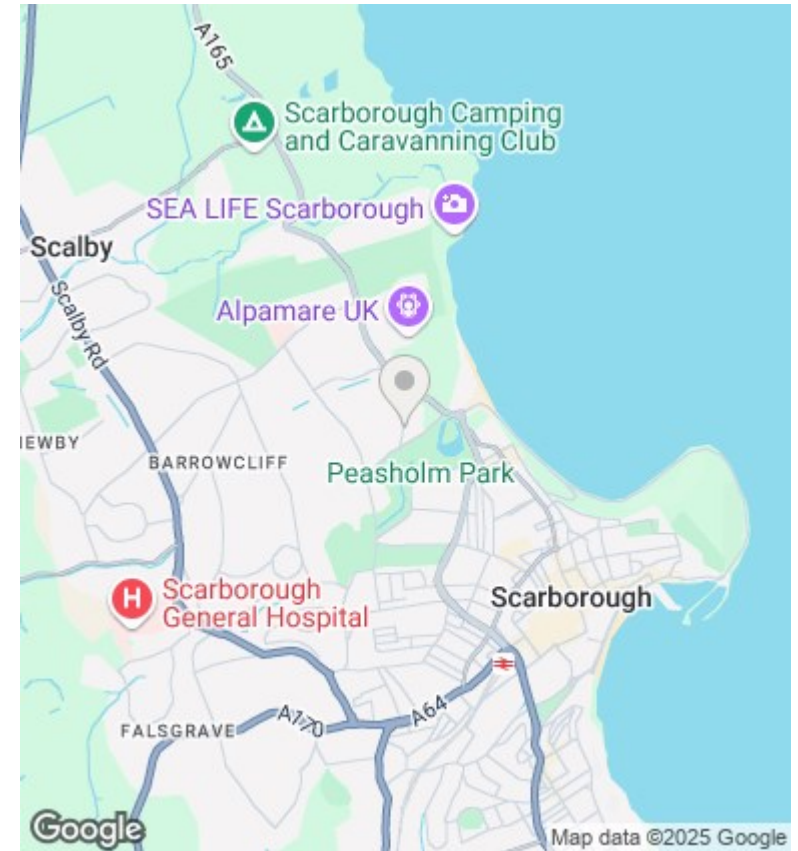 A165
Scarborough Camping
and Caravanning Club
SEA LIFE Scarborough
Scalby
Alpamare UK
Scalby Rd
EWBY
BARROWCLIFF
Peasholm Park
Scarborough
General Hospital
H
Scarborough
FALSGRAVE
A170
A64
Google
Map data ©2025 Google